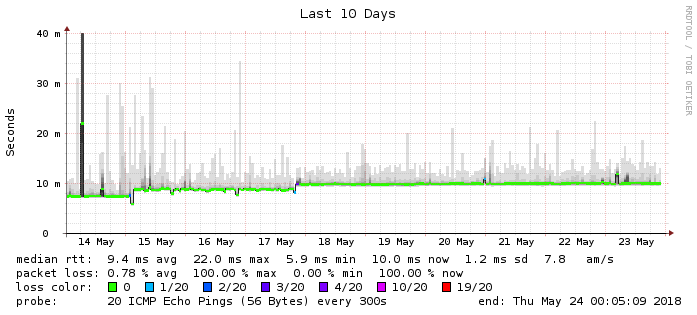 Last 10 Days
RRDTOOL / TOBI OETIKER
Seconds
40 m
30 m
20 m
10 m
0
14 May 15 May 16 May 17 May 18 May 19 May 20 May 21 May 22 May 23 May
median rtt: 9.4 ms avg 22.0 ms max 5.9 ms min 10.0 ms now 1.2 ms sd 7.8 am/s
packet loss: 0.78 % avg 100.00 % max 0.00 % min 100.00 % now
loss color: 0 1/20 2/20 3/20 4/20 10/20 19/20
probe: 20 ICMP Echo Pings (56 Bytes) every 300s end: Thu May 24 00:05:09 2018